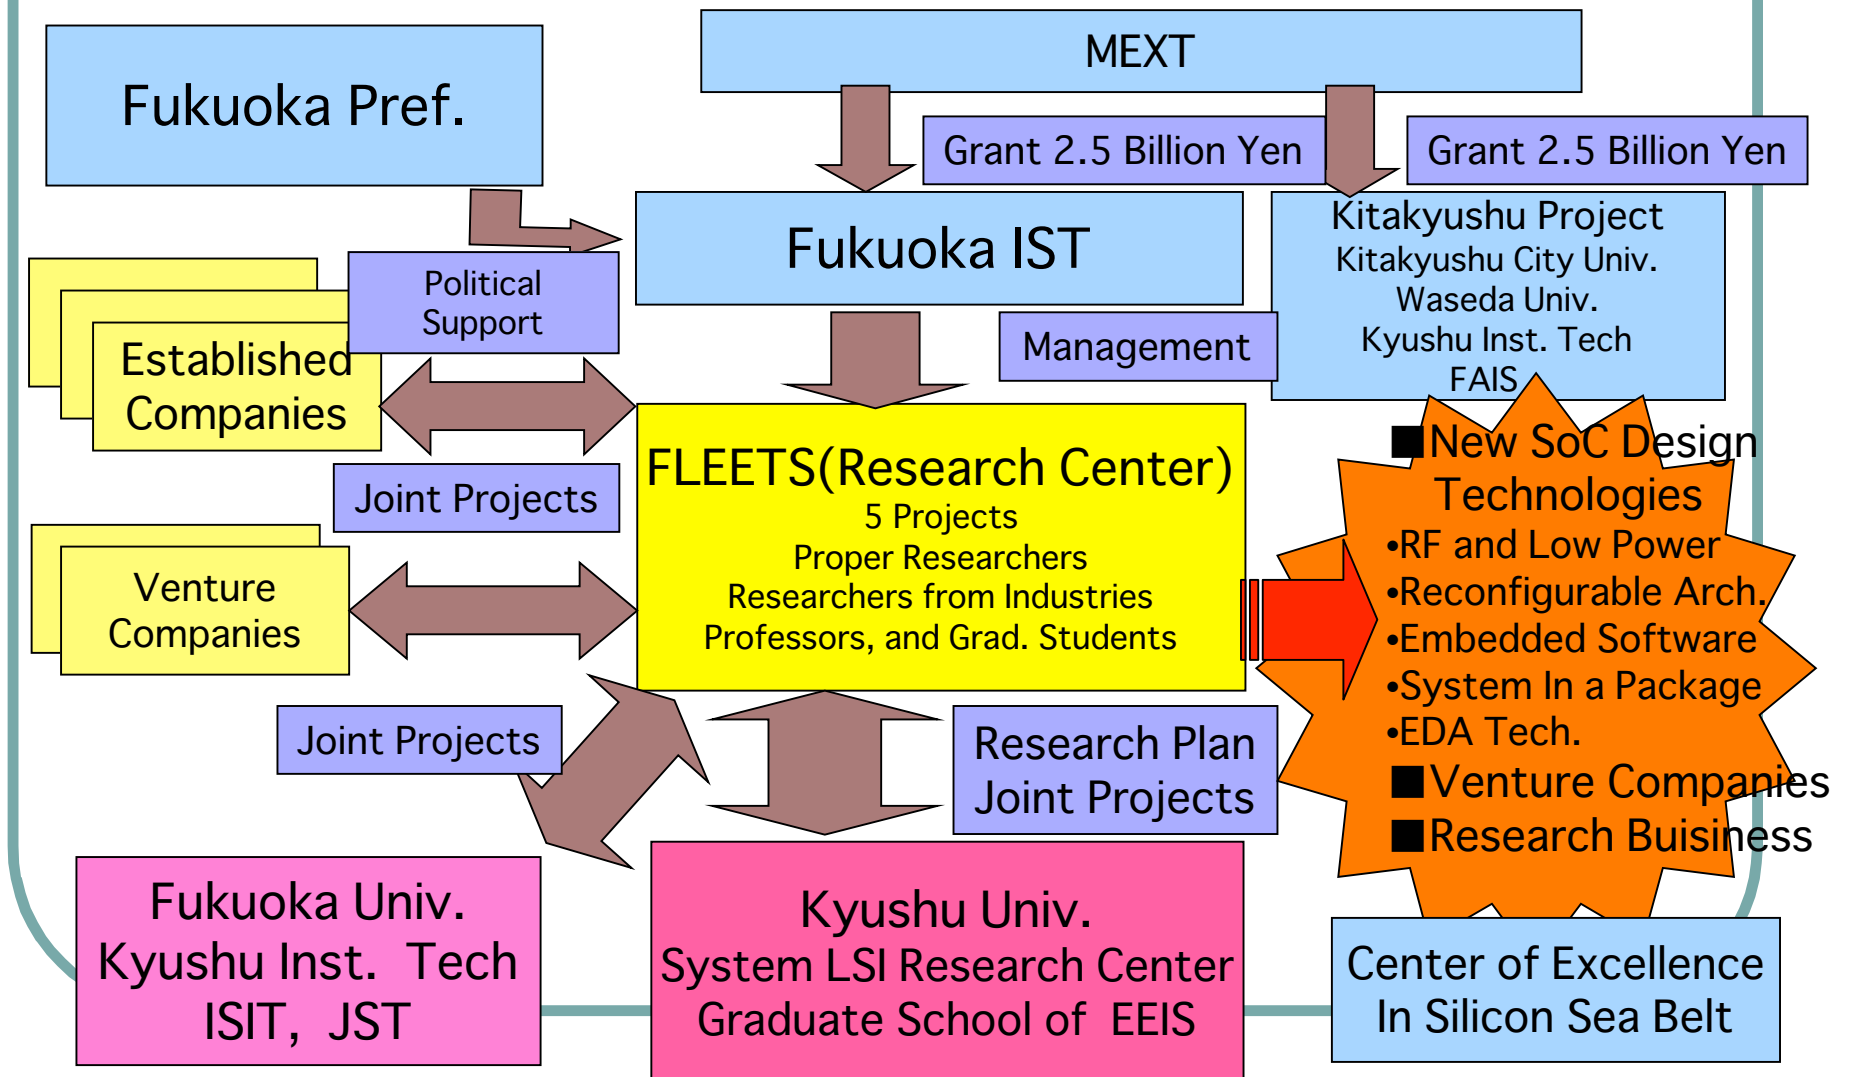 MEXT
Fukuoka Pref.
Grant 2.5 Billion Yen
Grant 2.5 Billion Yen
Fukuoka IST
Kitakyushu Project
Kitakyushu City Univ.
Waseda Univ.
Kyushu Inst. Tech
FAIS
Political
Support
Management
Established
Companies
Joint Projects
FLEETS(Research Center)
5 Projects
Proper Researchers
Researchers from Industries
Professors, and Grad. Students
Venture
Companies
■New SoC Design
Technologies
•RF and Low Power
•Reconfigurable Arch.
•Embedded Software
•System In a Package
•EDA Tech.
■Venture Companies
■Research Buisiness
Joint Projects
Research Plan
Joint Projects
Fukuoka Univ.
Kyushu Inst. Tech
ISIT, JST
Kyushu Univ.
System LSI Research Center
Graduate School of EEIS
Center of Excellence
In Silicon Sea Belt